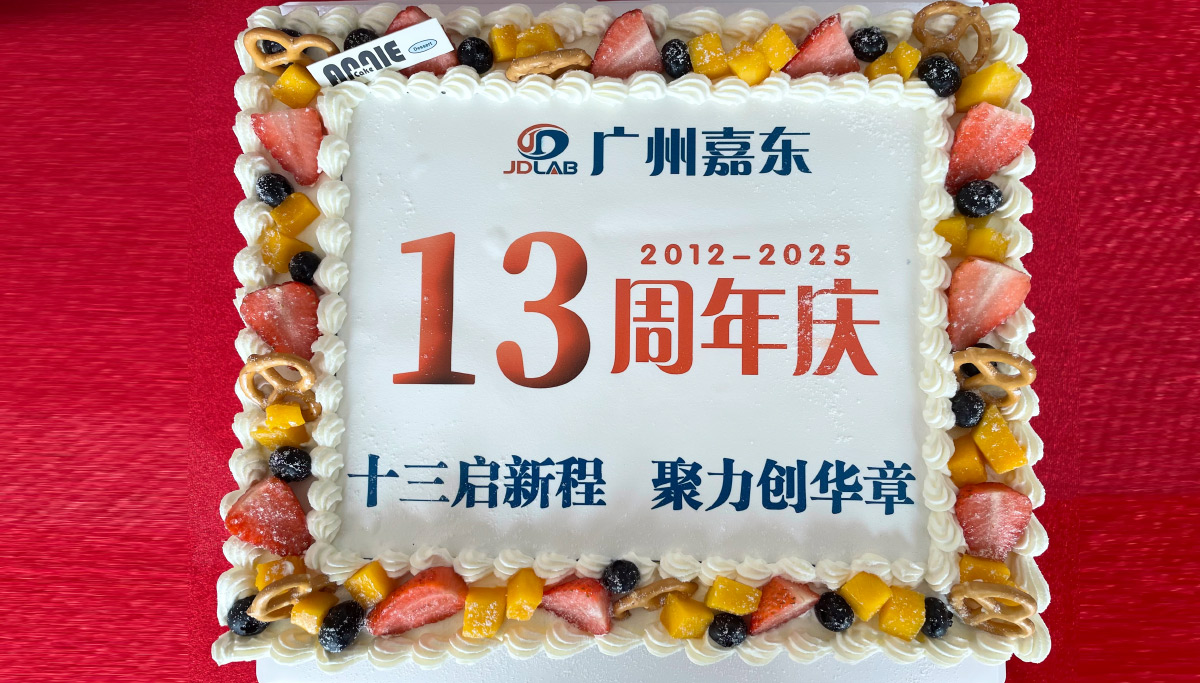 ANNIE
Cake
Dessert
JDLAB 广州嘉东
13周年庆
2012-2025
十三启新程 聚力创华章